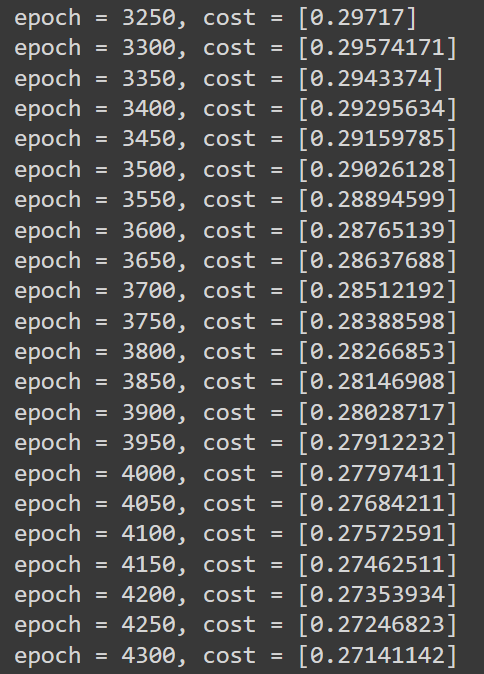 epoch = 3250, cost = [0.29717]
epoch = 3300, cost = [0.29574171]
epoch = 3350, cost = [0.2943374]
epoch = 3400, cost = [0.29295634]
epoch = 3450, cost = [0.29159785]
epoch = 3500, cost = [0.29026128]
epoch = 3550, cost = [0.28894599]
epoch = 3600, cost = [0.28765139]
epoch = 3650, cost = [0.28637688]
epoch = 3700, cost = [0.28512192]
epoch = 3750, cost = [0.28388598]
epoch = 3800, cost = [0.28266853]
epoch = 3850, cost = [0.28146908]
epoch = 3900, cost = [0.28028717]
epoch = 3950, cost = [0.27912232]
epoch = 4000, cost = [0.27797411]
epoch = 4050, cost = [0.27684211]
epoch = 4100, cost = [0.27572591]
epoch = 4150, cost = [0.27462511]
epoch = 4200, cost = [0.27353934]
epoch = 4250, cost = [0.27246823]
epoch = 4300, cost = [0.27141142]